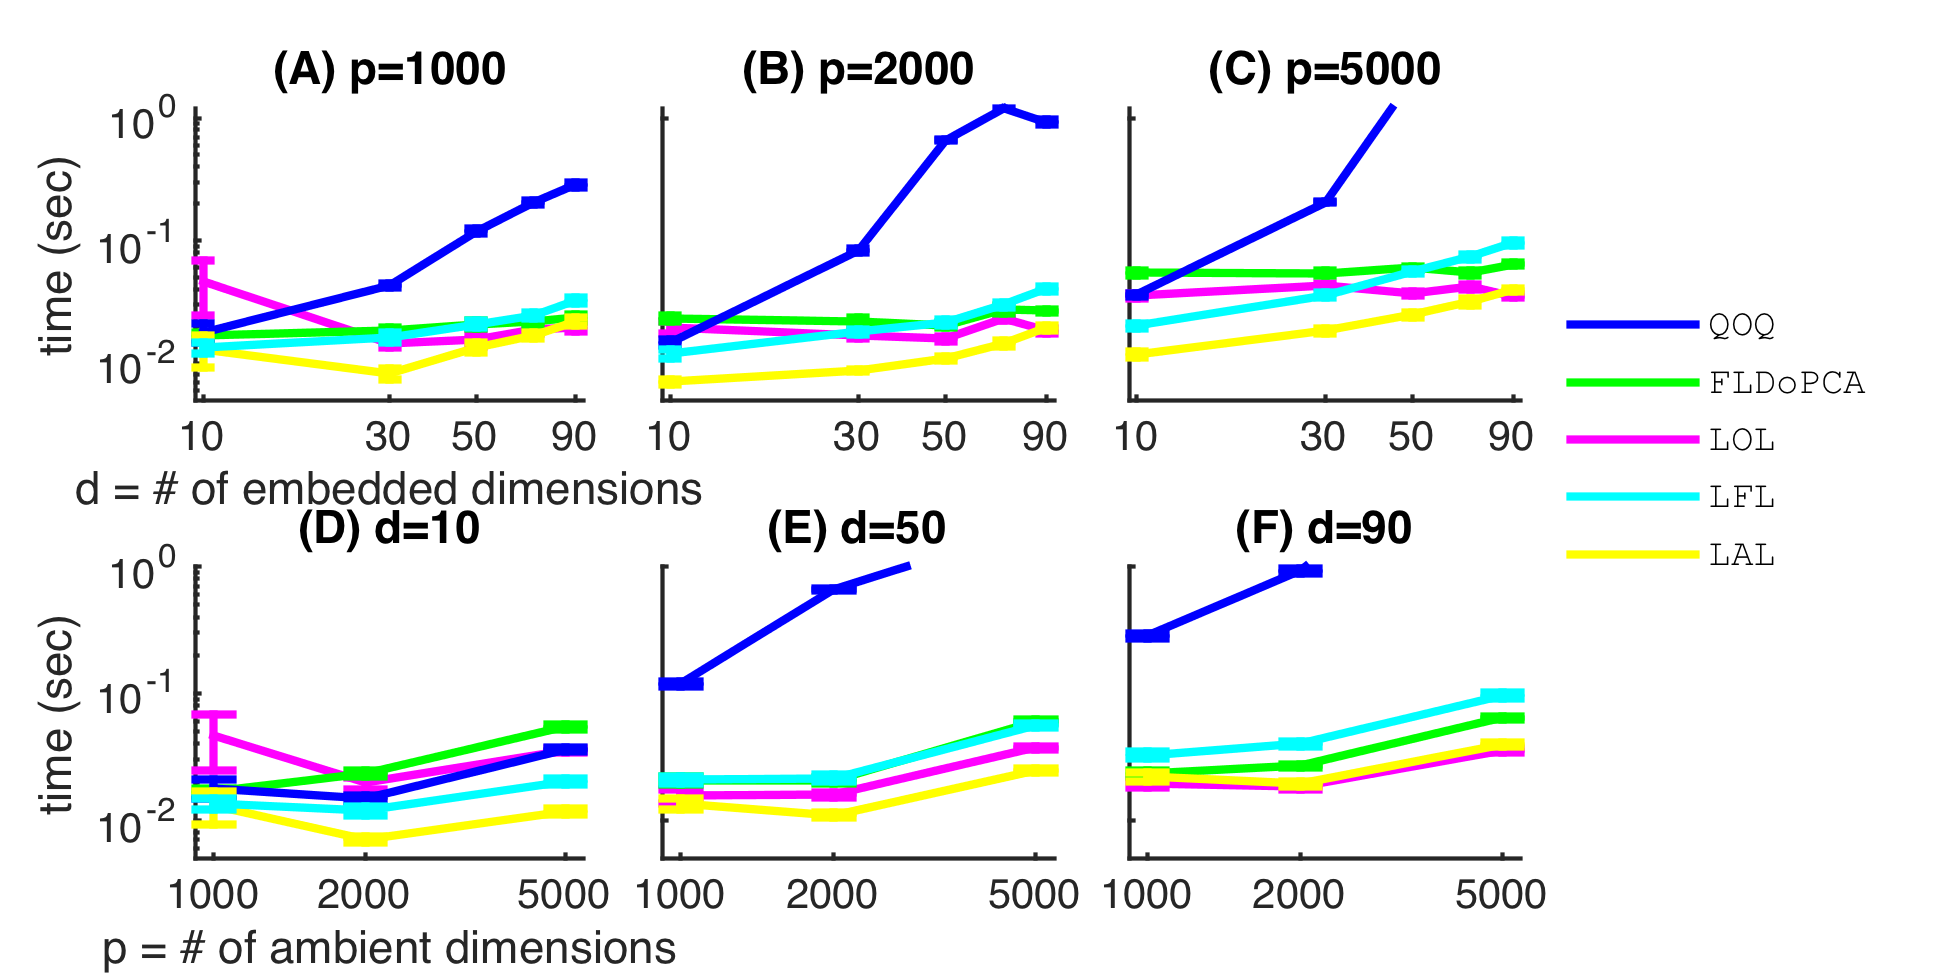 (A) p=1000 (B) p=2000 (C) p=5000
10^0
10^-1
10^-2
time (sec)
10 30 50 90 10 30 50 90 10 30 50 90
d = # of embedded dimensions
QOQ
FLDoPCA
LOL
LFL
LAL
(D) d=10 (E) d=50 (F) d=90
10^0
10^-1
10^-2
time (sec)
1000 2000 5000 1000 2000 5000 1000 2000 5000
p = # of ambient dimensions